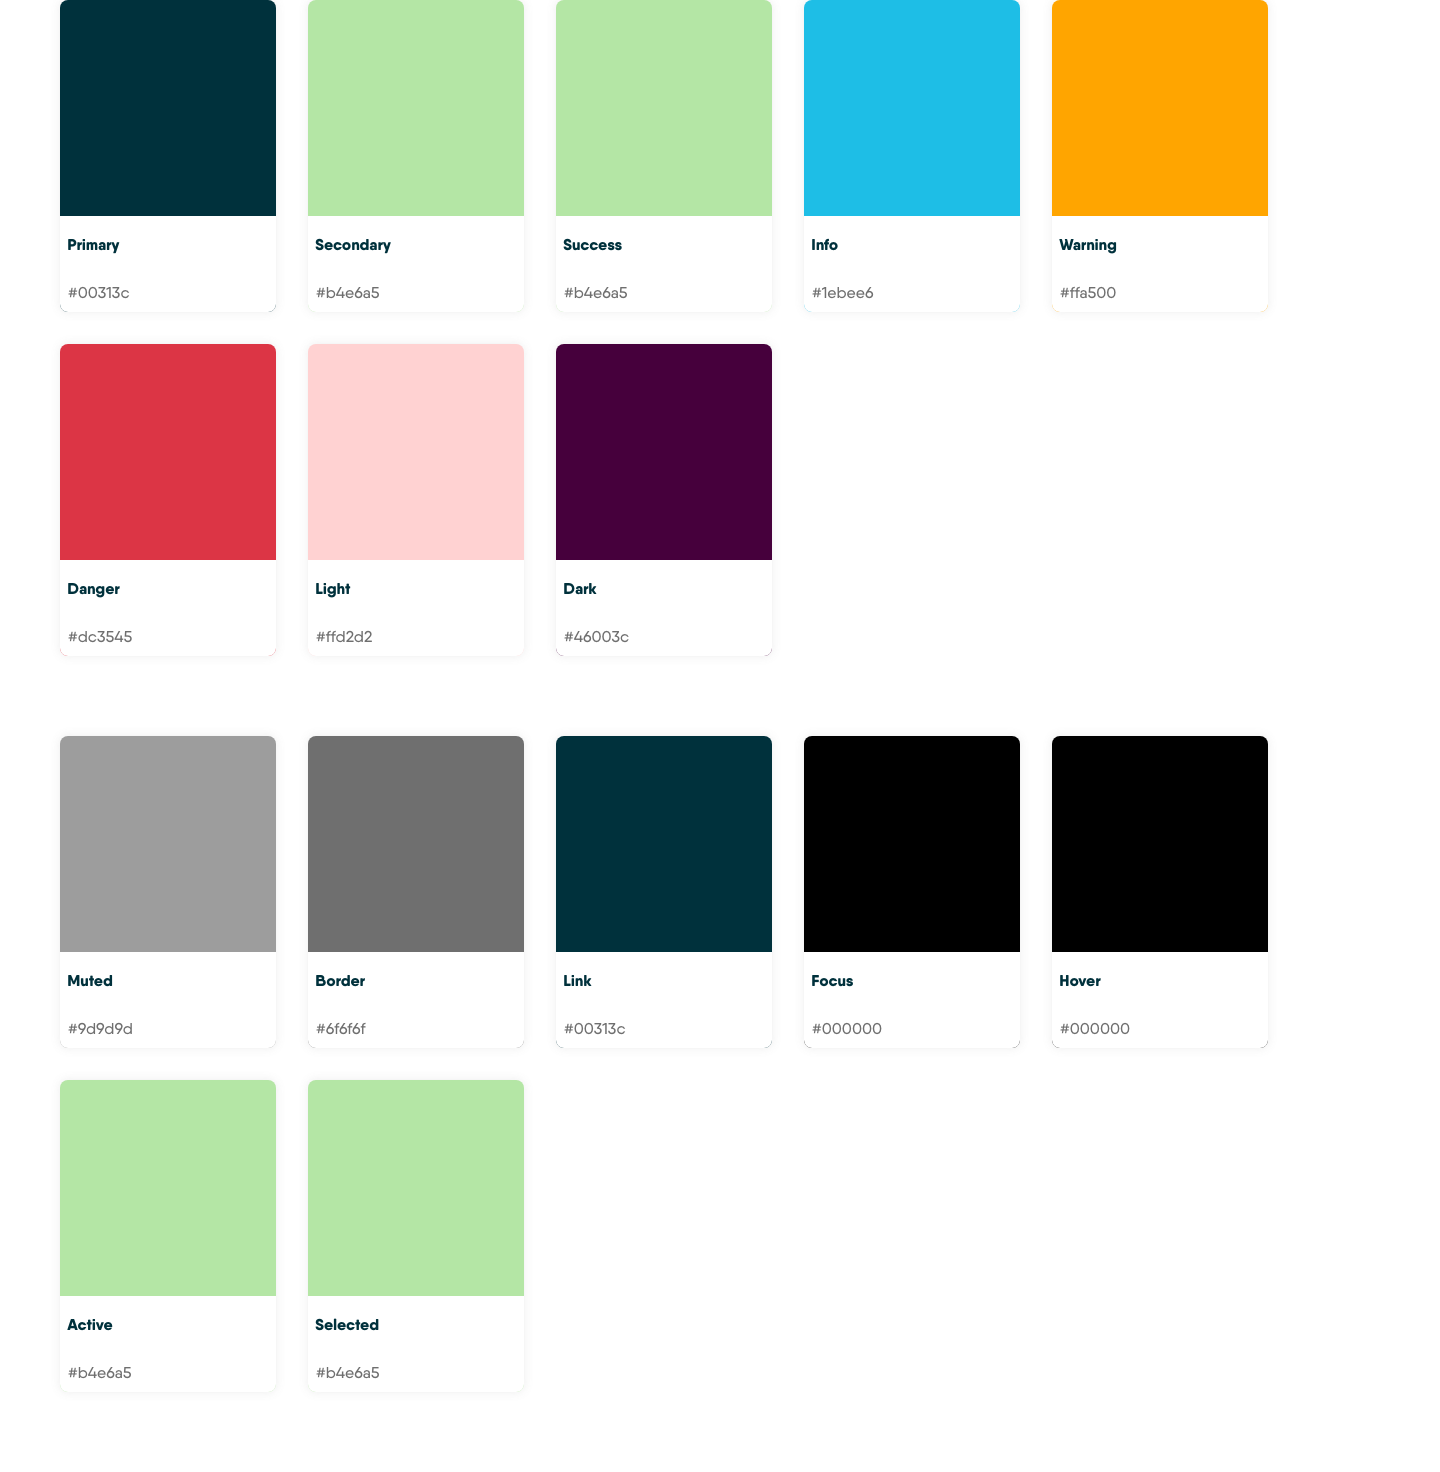 Primary
#00313c
Secondary
#b4e6a5
Success
#b4e6a5
Info
#1ebee6
Warning
#ffa500
Danger
#dc3545
Light
#ffd2d2
Dark
#46003c
Muted
#9d9d9d
Border
#6f6f6f
Link
#00313c
Focus
#000000
Hover
#000000
Active
#b4e6a5
Selected
#b4e6a5